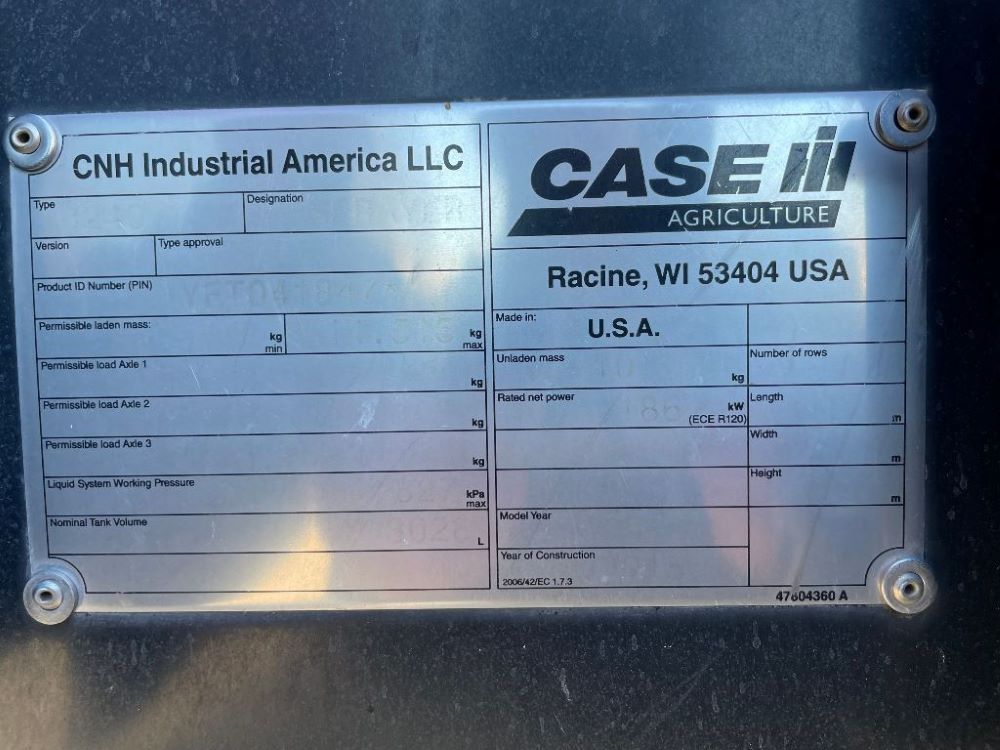 CNH Industrial America LLC
Type
Designation
Version
Type approval
Product ID Number (PIN)
Permissible laden mass:
kg
min
kg
max
Permissible load Axle 1
kg
Permissible load Axle 2
kg
Permissible load Axle 3
kg
Liquid System Working Pressure
kPa
max
Nominal Tank Volume
L
CASE IH
AGRICULTURE
Racine, WI 53404 USA
Made in:
U.S.A.
Unladen mass
kg
Number of rows
Rated net power
kW
(ECE R120)
Length
m
Width
m
Height
m
Model Year
Year of Construction
2006/42/EC 1.7.3
47604360 A